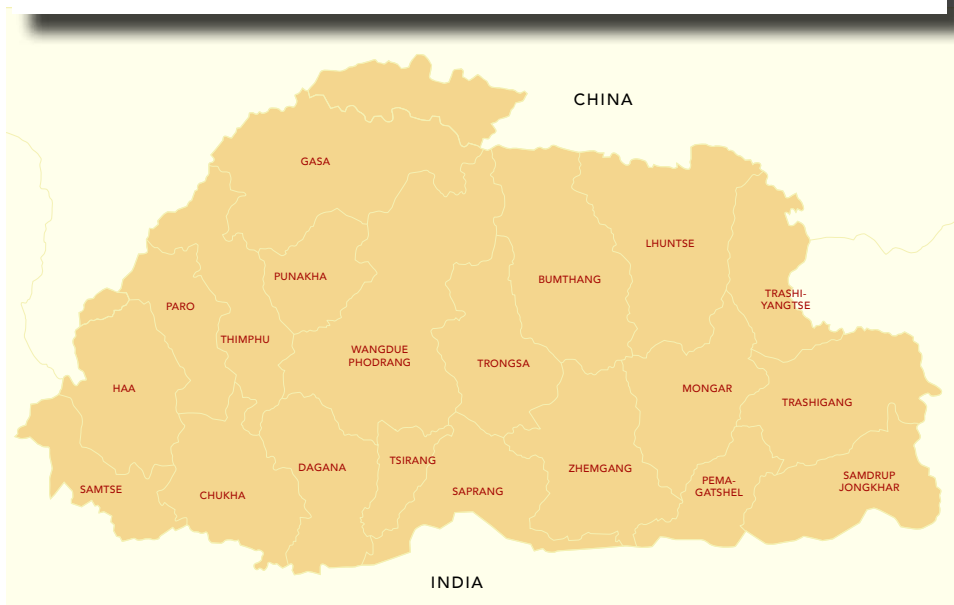 CHINA
GASA
LHUNTSE
PUNAKHA
BUMTHANG
TRASHI-
YANGTSE
PARO
THIMPHU
WANGDUE
PHODRANG
TRONGSA
HAA
MONGAR
TRASHIGANG
TSIRANG
DAGANA
ZHEMGANG
SAMDRUP
JONGKHAR
PEMA-
GATSHEL
SAMTSE
CHUKHA
SAPRANG
INDIA